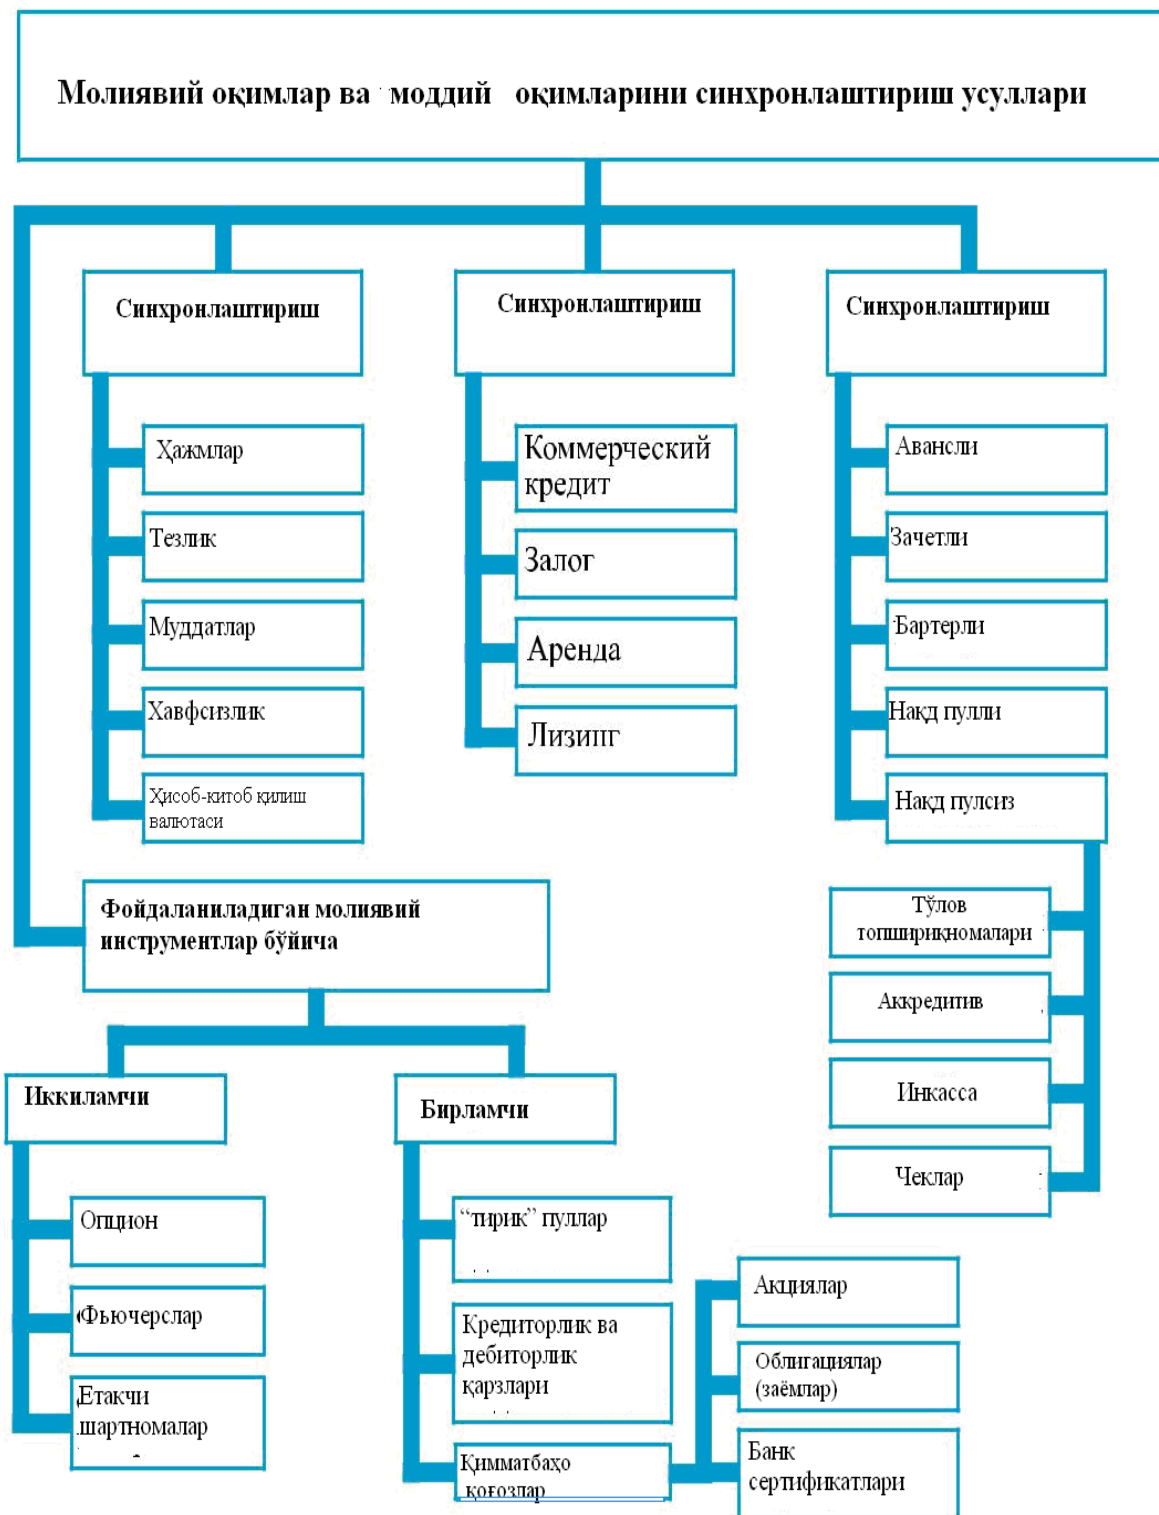 Молиявий оқимлар ва моддий оқимларини синхронлаштириш усуллари
Синхронлаштириш
Ҳажмлар
Тезлик
Муддатлар
Хавфсизлик
Ҳисоб-китоб қилиш
валютаси
Синхронлаштириш
Коммерческий
кредит
Залог
Аренда
Лизинг
Синхронлаштириш
Авансли
Зачетли
Бартерли
Нақд пулли
Нақд пулсиз
Тўлов
топшириқномалари
Аккредитив
Инкасса
Чеклар
Фойдаланиладиган молиявий
инструментлар бўйича
Иккиламчи
Опцион
Фьючерслар
Етакчи
шартномалар
Бирламчи
“тирик” пуллар
Кредиторлик ва
дебиторлик
қарзлари
Қимматбаҳо
қоғозлар
Акциялар
Облигациялар
(заёмлар)
Банк
сертификатлари